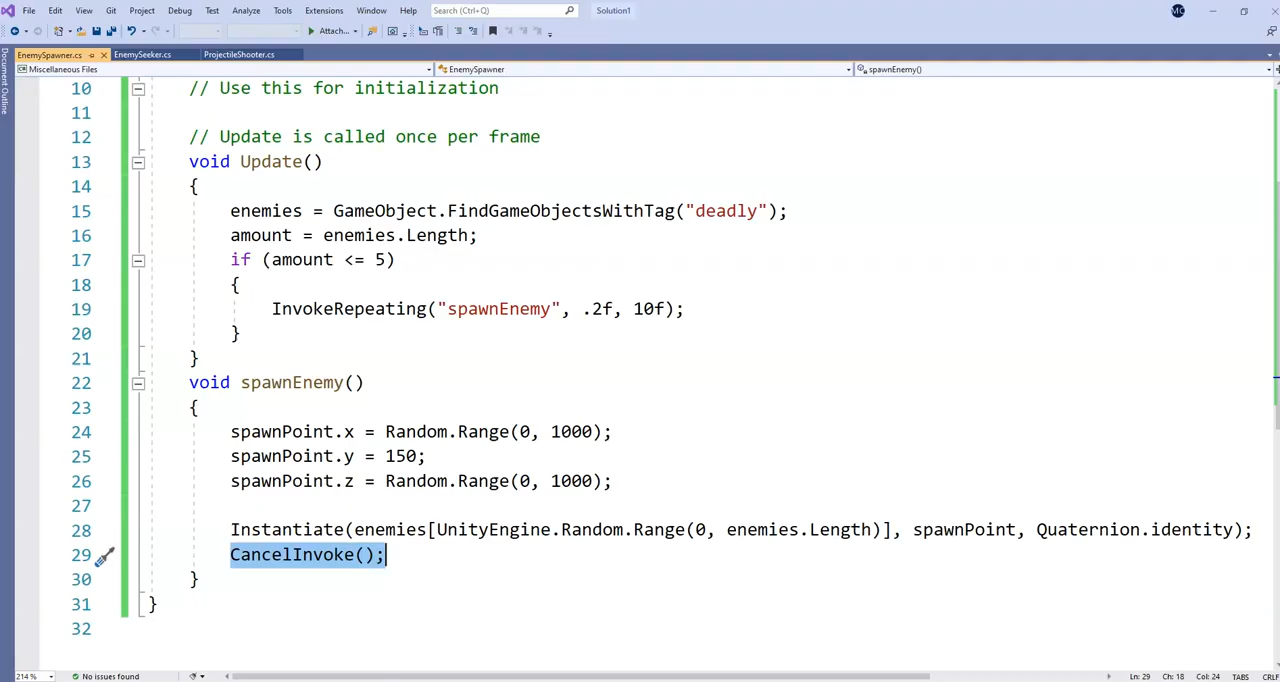 File Edit View Git Project Debug Test Analyze Tools Extensions Window Help Search (Ctrl+Q) Solution1 MC
Attach...
EnemySpawner.cs EnemySeeker.cs ProjectileShooter.cs
Miscellaneous Files EnemySpawner spawnEnemy()
Document Outline
10 // Use this for initialization
11
12 // Update is called once per frame
13 void Update()
14 {
15 enemies = GameObject.FindGameObjectsWithTag("deadly");
16 amount = enemies.Length;
17 if (amount <= 5)
18 {
19 InvokeRepeating("spawnEnemy", .2f, 10f);
20 }
21 }
22 void spawnEnemy()
23 {
24 spawnPoint.x = Random.Range(0, 1000);
25 spawnPoint.y = 150;
26 spawnPoint.z = Random.Range(0, 1000);
27
28 Instantiate(enemies[UnityEngine.Random.Range(0, enemies.Length)], spawnPoint, Quaternion.identity);
29 CancelInvoke();
30 }
31 }
32
214 % No issues found Ln: 29 Ch: 18 Col: 24 TABS CRLF